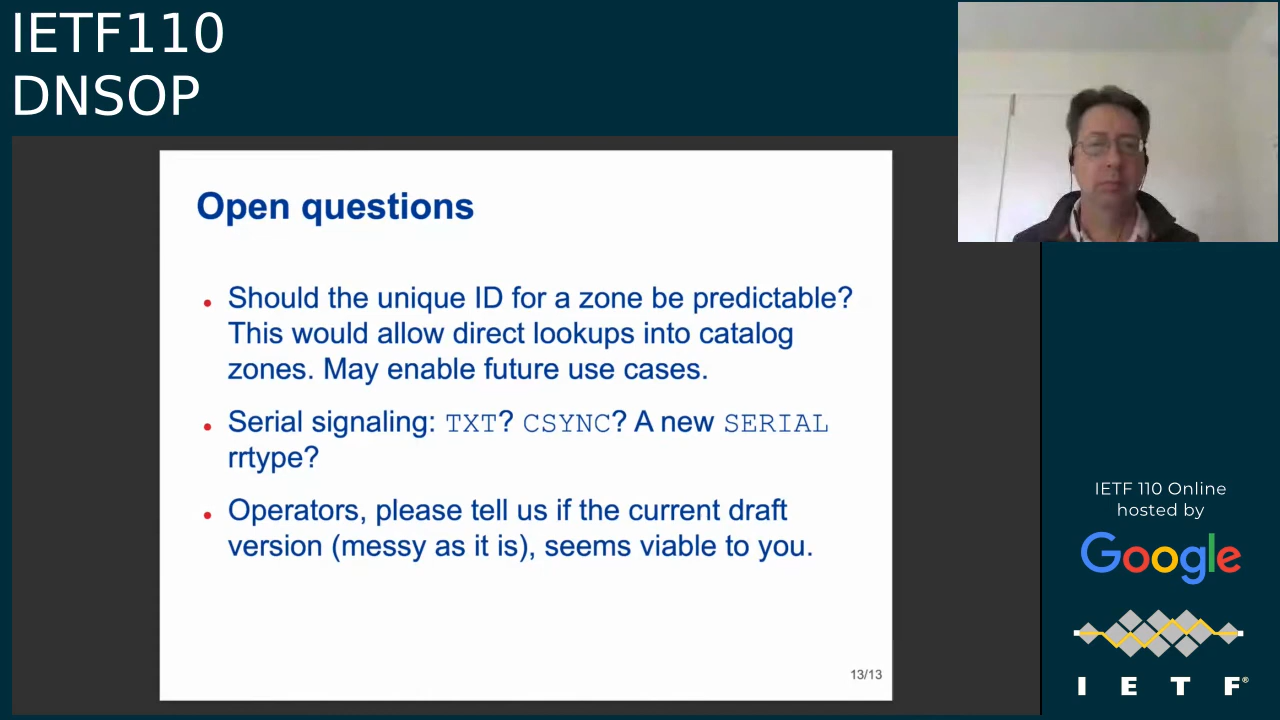 IETF110
DNSOP
Open questions
Should the unique ID for a zone be predictable?
This would allow direct lookups into catalog
zones. May enable future use cases.
Serial signaling: TXT? CSYNC? A new SERIAL
rrtype?
Operators, please tell us if the current draft
version (messy as it is), seems viable to you.
13/13
IETF 110 Online
hosted by
Google
I E T F®